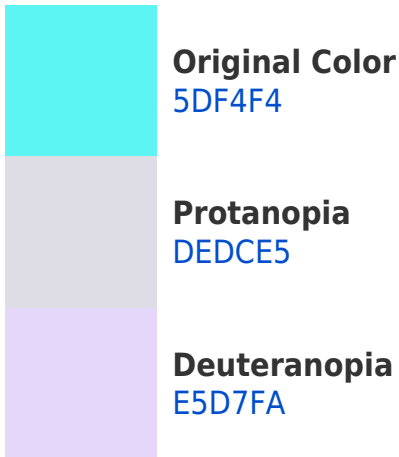 Original Color
5DF4F4
Protanopia
DEDCE5
Deuteranopia
E5D7FA